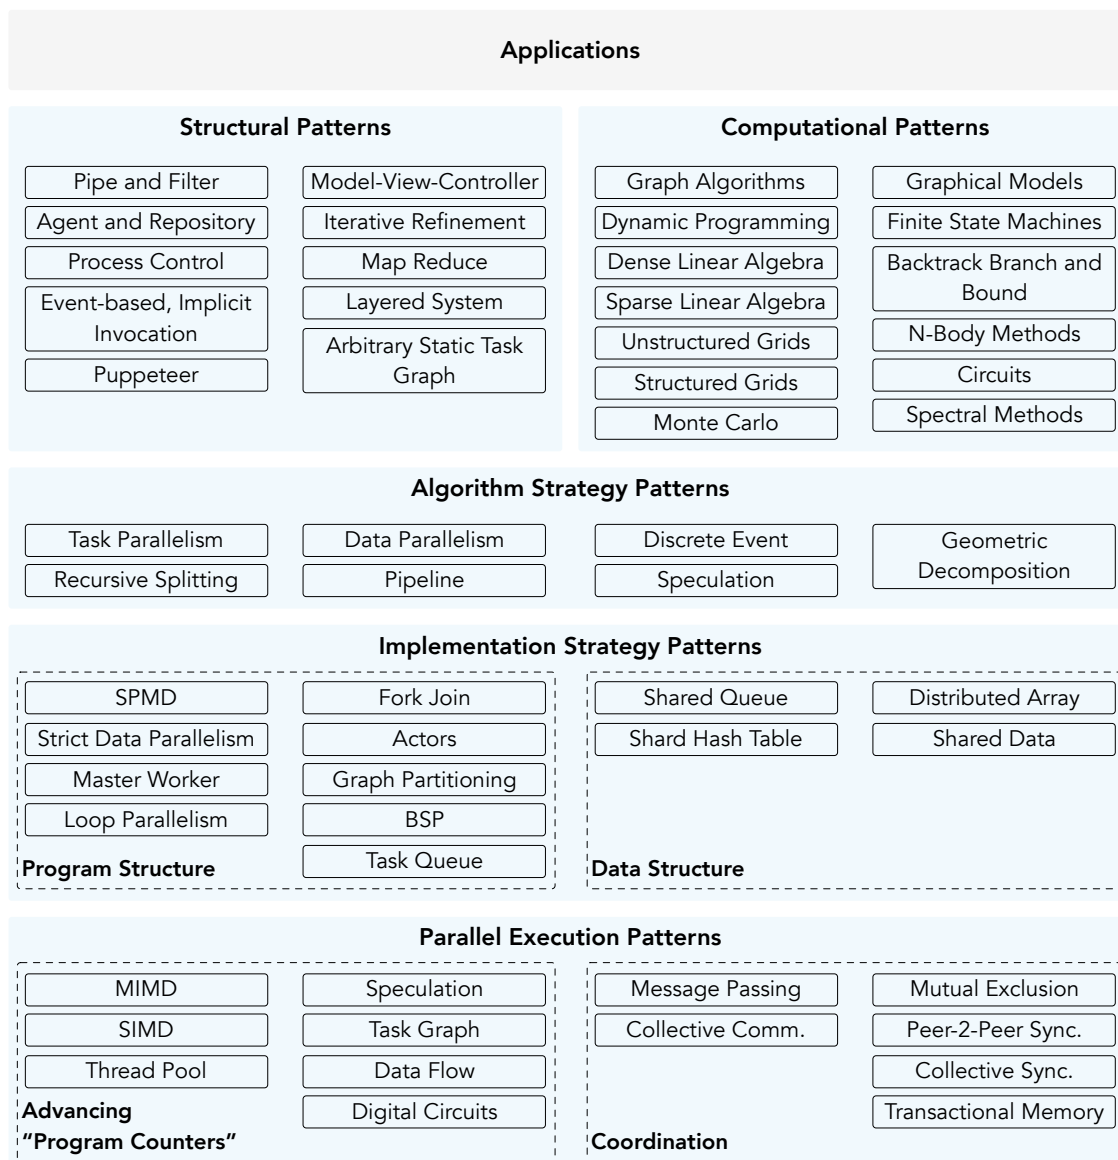 Applications
Structural Patterns
Pipe and Filter
Agent and Repository
Process Control
Event-based, Implicit
Invocation
Puppeteer
Model-View-Controller
Iterative Refinement
Map Reduce
Layered System
Arbitrary Static Task
Graph
Computational Patterns
Graph Algorithms
Dynamic Programming
Dense Linear Algebra
Sparse Linear Algebra
Unstructured Grids
Structured Grids
Monte Carlo
Graphical Models
Finite State Machines
Backtrack Branch and
Bound
N-Body Methods
Circuits
Spectral Methods
Algorithm Strategy Patterns
Task Parallelism
Recursive Splitting
Data Parallelism
Pipeline
Discrete Event
Speculation
Geometric
Decomposition
Implementation Strategy Patterns
SPMD
Strict Data Parallelism
Master Worker
Loop Parallelism
Fork Join
Actors
Graph Partitioning
BSP
Task Queue
Program Structure
Shared Queue
Shard Hash Table
Distributed Array
Shared Data
Data Structure
Parallel Execution Patterns
MIMD
SIMD
Thread Pool
Speculation
Task Graph
Data Flow
Digital Circuits
Advancing
“Program Counters”
Message Passing
Collective Comm.
Mutual Exclusion
Peer-2-Peer Sync.
Collective Sync.
Transactional Memory
Coordination